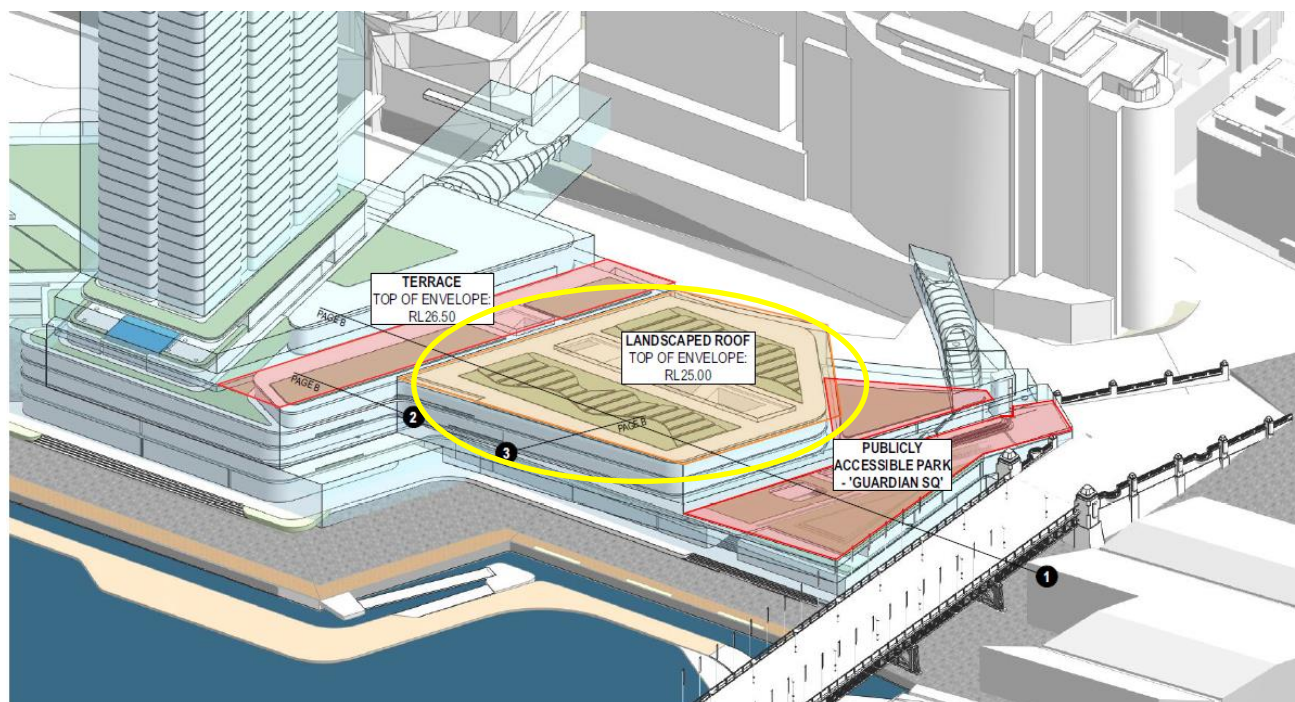 TERRACE
TOP OF ENVELOPE:
RL26.50
PAGE B
LANDSCAPED ROOF
TOP OF ENVELOPE:
RL25.00
PAGE B
2
PAGE B
3
PUBLICLY
ACCESSIBLE PARK
- 'GUARDIAN SQ'
1